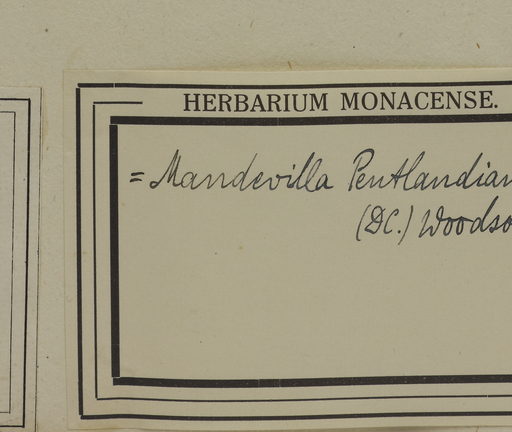 HERBARIUM MONACENSE.
= Mandevilla Pentlandian
(DC.) Woodso